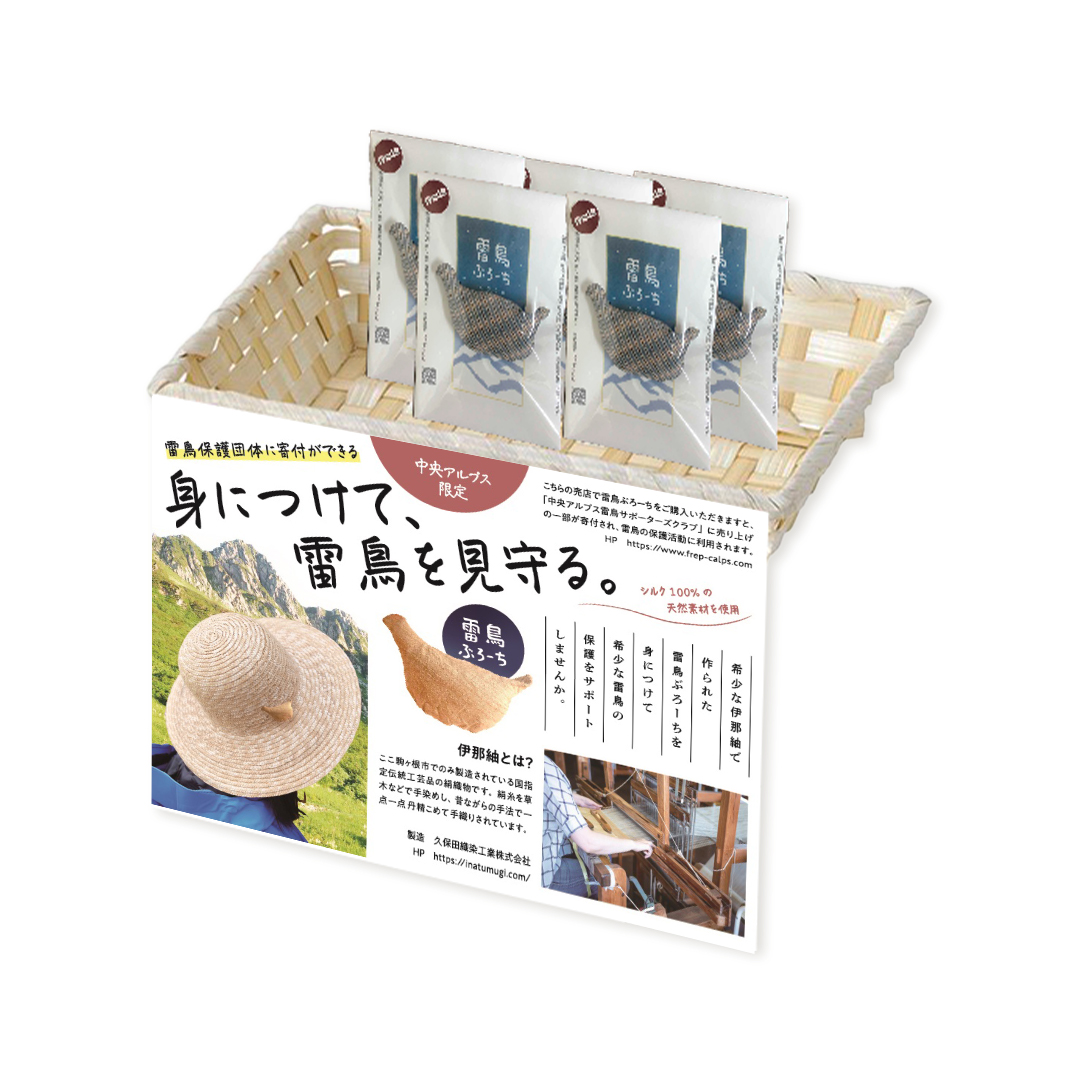 雷鳥
ぶろーち
雷鳥
ぶろーち
雷鳥保護団体に寄付ができる
中央アルプス
限定
身につけて、
雷鳥を見守る。
こちらの売店で雷鳥ぶろーちをご購入いただきますと、
「中央アルプス雷鳥サポーターズクラブ」に売り上げ
の一部が寄付され、雷鳥の保護活動に利用されます。
HP https://www.frep-calps.com
シルク100%の
天然素材を使用
雷鳥
ぶろーち
希少な伊那紬で
作られた
雷鳥ぶろーちを
身につけて
希少な雷鳥の
保護をサポート
しませんか。
伊那紬とは?
ここ駒ヶ根市でのみ製造されている国指
定伝統工芸品の絹織物です。絹糸を草
木などで手染めし、昔ながらの手法で一
点一点丹精こめて手織りされています。
製造 久保田織染工業株式会社
HP https://inatumugi.com/